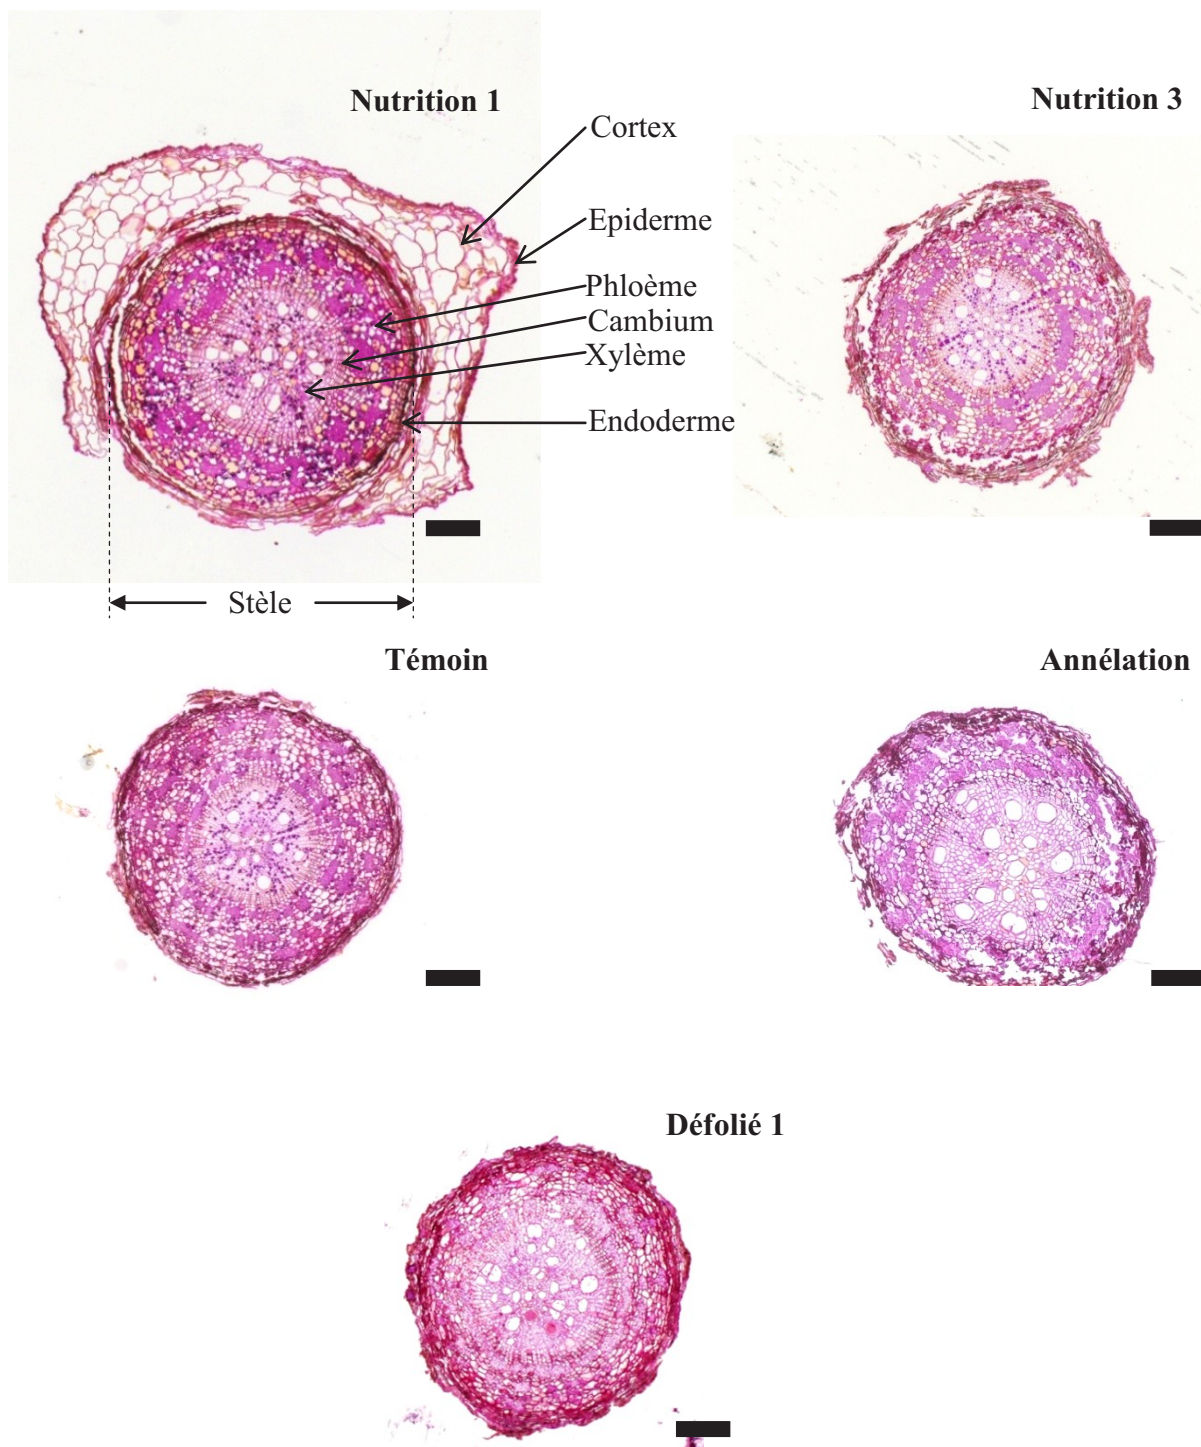 Nutrition 1
Nutrition 3
Cortex
Epiderme
Phloème
Cambium
Xylème
Endoderme
Stèle
Témoin
Annélation
Défolié 1